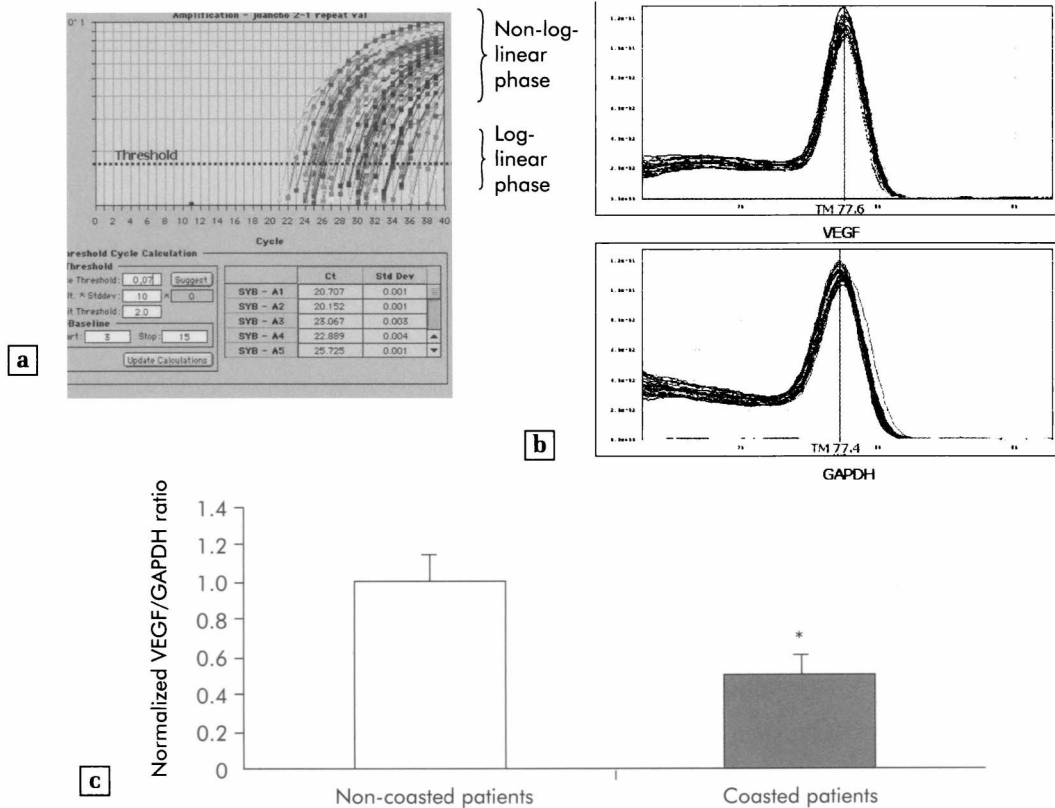 Amplification - juancho 2-1 repeat val
Threshold
0 2 4 6 8 10 12 14 16 18 20 22 24 26 28 30 32 34 36 38 40
Cycle
Non-log-
linear
phase
Log-
linear
phase
hreshold Cycle Calculation
Threshold
e Threshold: 0,07 Suggest
lt. * Stddev: 10 = 0
it Threshold: 2.0
Baseline
art: 3 Stop: 15
Update Calculations
Ct Std Dev
SYB - A1 20.707 0.001
SYB - A2 20.152 0.001
SYB - A3 23.067 0.003
SYB - A4 22.889 0.004
SYB - A5 25.725 0.001
a
TM 77.6
VEGF
TM 77.4
GAPDH
b
Normalized VEGF/GAPDH ratio
1.4
1.2
1.0
0.8
0.6
0.4
0.2
0
*
Non-coasted patients
Coasted patients
c